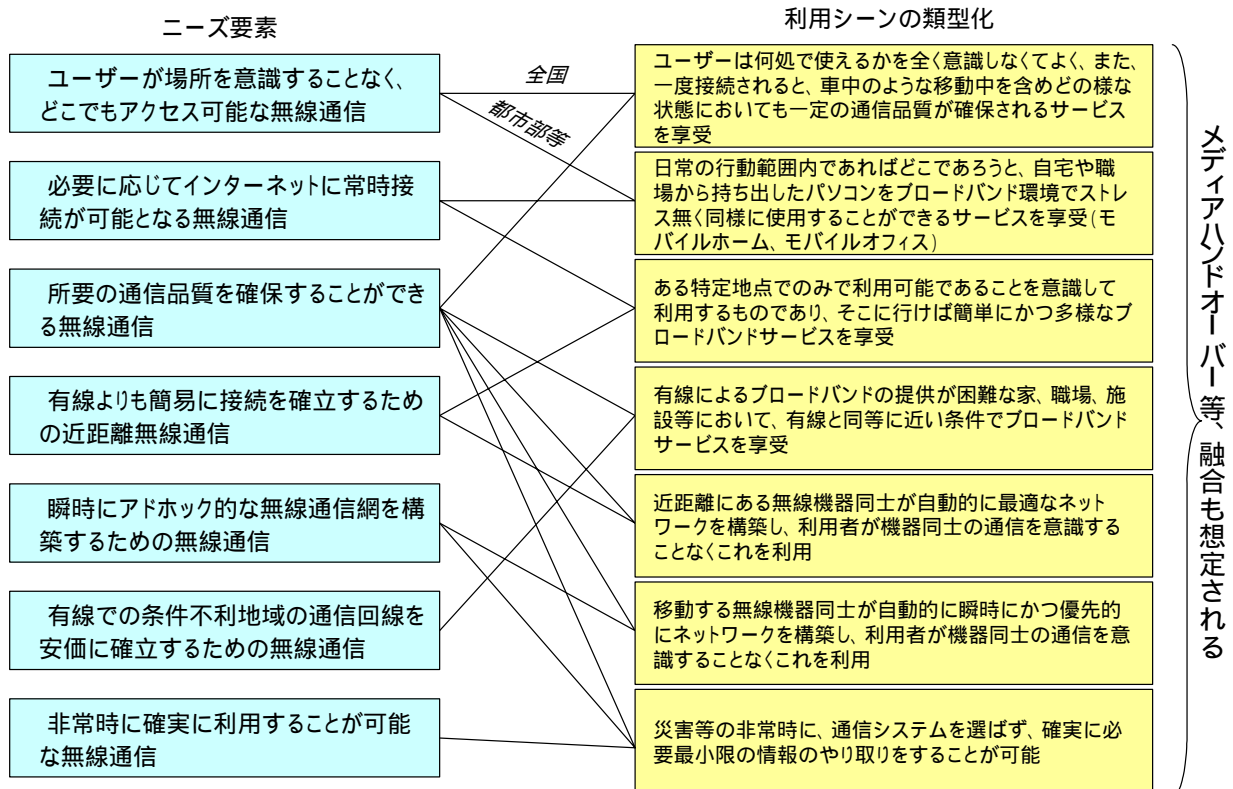 ニーズ要素
ユーザーが場所を意識することなく、
どこでもアクセス可能な無線通信
必要に応じてインターネットに常時接
続が可能となる無線通信
所要の通信品質を確保することができ
る無線通信
有線よりも簡易に接続を確立するため
の近距離無線通信
瞬時にアドホック的な無線通信網を構
築するための無線通信
有線での条件不利地域の通信回線を
安価に確立するための無線通信
非常時に確実に利用することが可能
な無線通信
全国
都市部等
利用シーンの類型化
ユーザーは何処で使えるかを全く意識しなくてよく、また、
一度接続されると、車中のような移動中を含めどの様な
状態においても一定の通信品質が確保されるサービス
を享受
日常の行動範囲内であればどこであろうと、自宅や職
場から持ち出したパソコンをブロードバンド環境でストレ
ス無く同様に使用することができるサービスを享受(モ
バイルホーム、モバイルオフィス)
ある特定地点でのみで利用可能であることを意識して
利用するものであり、そこに行けば簡単にかつ多様なブ
ロードバンドサービスを享受
有線によるブロードバンドの提供が困難な家、職場、施
設等において、有線と同等に近い条件でブロードバンド
サービスを享受
近距離にある無線機器同士が自動的に最適なネット
ワークを構築し、利用者が機器同士の通信を意識する
ことなくこれを利用
移動する無線機器同士が自動的に瞬時にかつ優先的
にネットワークを構築し、利用者が機器同士の通信を意
識することなくこれを利用
災害等の非常時に、通信システムを選ばず、確実に必
要最小限の情報のやり取りをすることが可能
メディアハンドオーバー等、融合も想定される